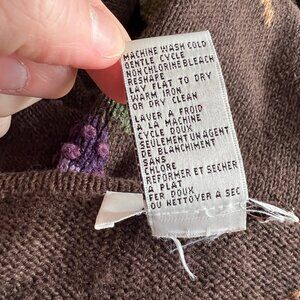 MACHINE WASH COLD
GENTLE CYCLE
NON CHLORINE BLEACH
RESHAPE
LAY FLAT TO DRY
WARM IRON
OR DRY CLEAN
LAVER A FROID
A LA MACHINE
CYCLE DOUX
SEULEMENT UN AGENT
DE BLANCHIMENT
SANS
CHLORE
REFORMER ET SECHER
A PLAT
FER DOUX
OU NETTOVER A SEC